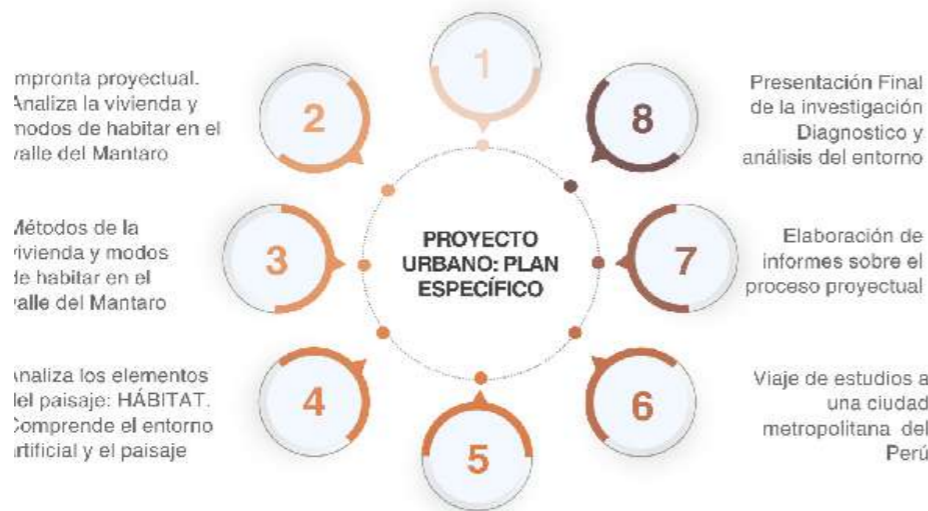 1
2
mpronta proyectual.
Analiza la vivienda y
modos de habitar en el
valle del Mantaro
3
Métodos de la
vivienda y modos
de habitar en el
valle del Mantaro
4
Analiza los elementos
del paisaje: HÁBITAT.
Comprende el entorno
artificial y el paisaje
5
PROYECTO
URBANO: PLAN
ESPECÍFICO
8
Presentación Final
de la investigación
Diagnostico y
análisis del entorno
7
Elaboración de
informes sobre el
proceso proyectual
6
Viaje de estudios a
una ciudad
metropolitana del
Perú